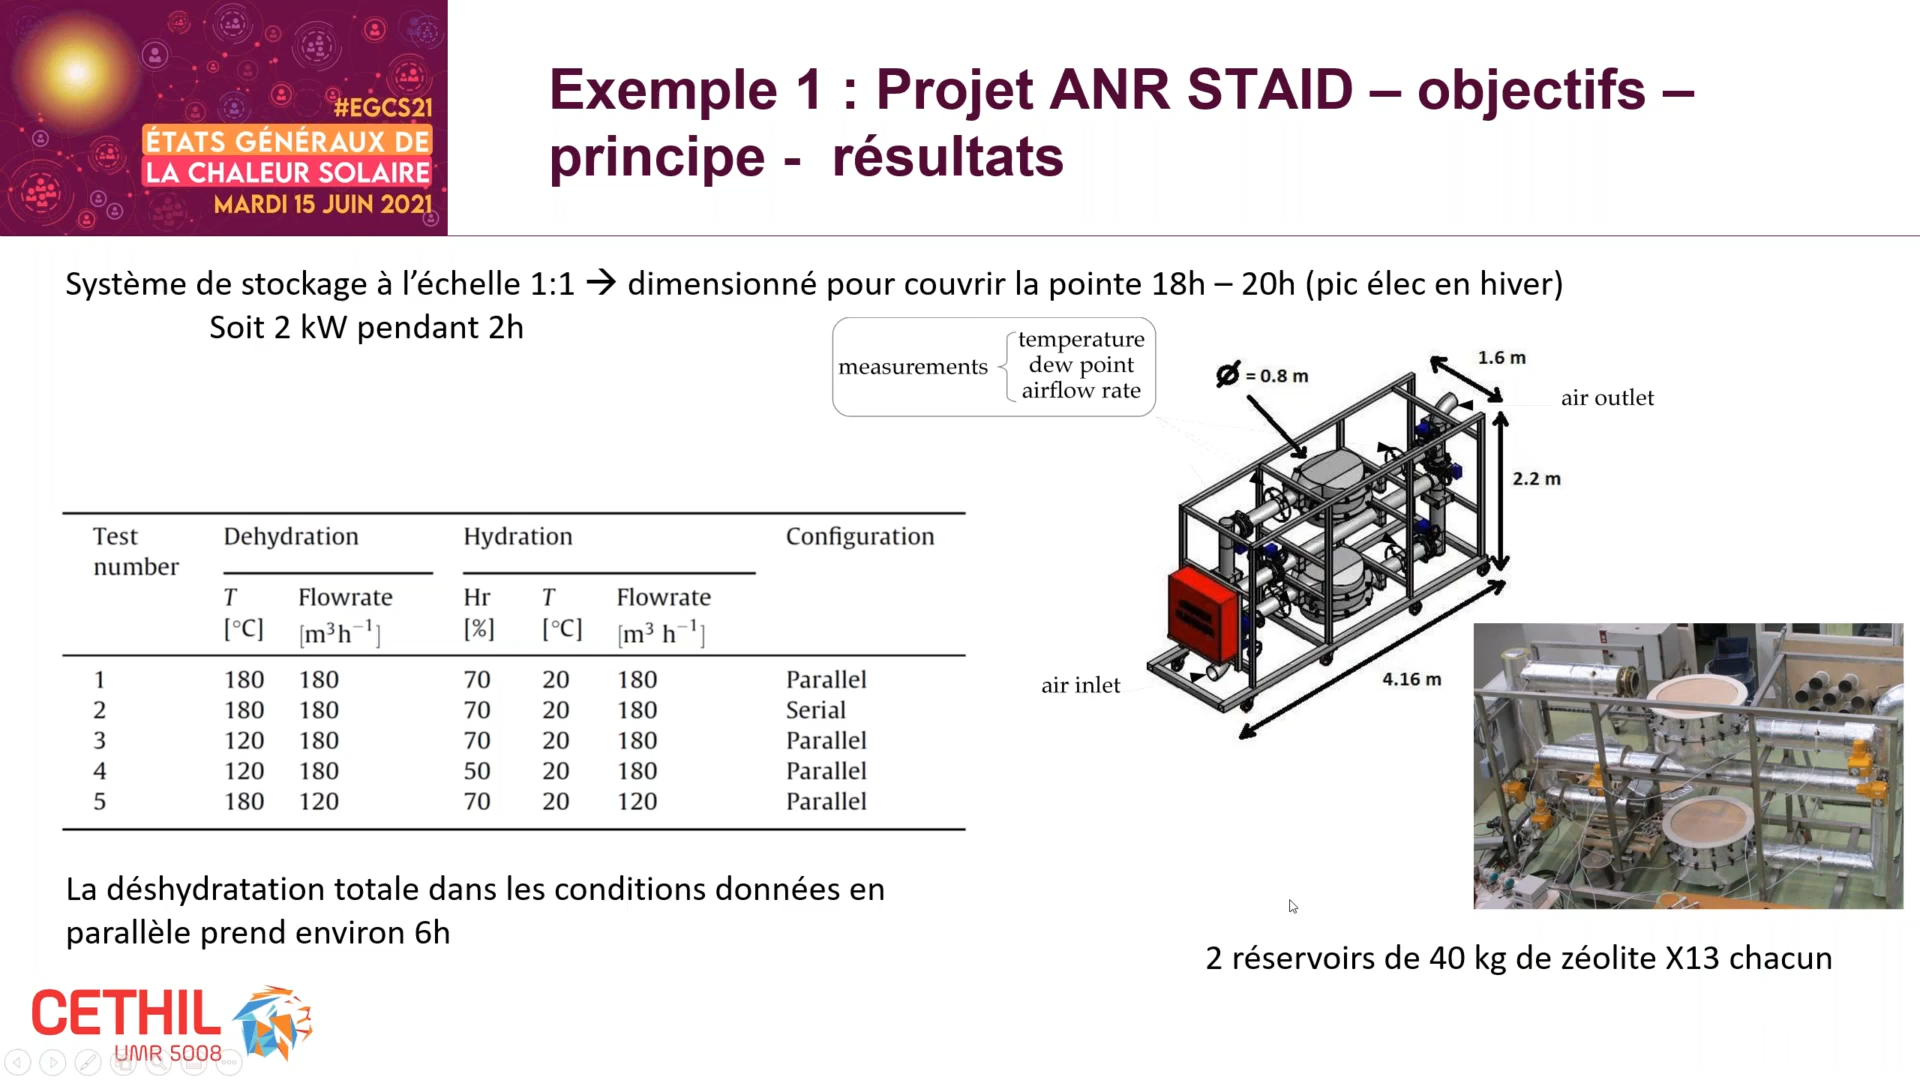 #EGCS21
ÉTATS GÉNÉRAUX DE
LA CHALEUR SOLAIRE
MARDI 15 JUIN 2021
Exemple 1 : Projet ANR STAID – objectifs –
principe - résultats
Système de stockage à l’échelle 1:1 → dimensionné pour couvrir la pointe 18h – 20h (pic élec en hiver)
Soit 2 kW pendant 2h
measurements
temperature
dew point
airflow rate
Ø = 0.8 m
1.6 m
air outlet
2.2 m
4.16 m
air inlet
Test number Dehydration Hydration Configuration
T [°C] Flowrate [m³h⁻¹] Hr [%] T [°C] Flowrate [m³ h⁻¹]
1 180 180 70 20 180 Parallel
2 180 180 70 20 180 Serial
3 120 180 70 20 180 Parallel
4 120 180 50 20 180 Parallel
5 180 120 70 20 120 Parallel
La déshydratation totale dans les conditions données en
parallèle prend environ 6h
2 réservoirs de 40 kg de zéolite X13 chacun
CETHIL
UMR 5008